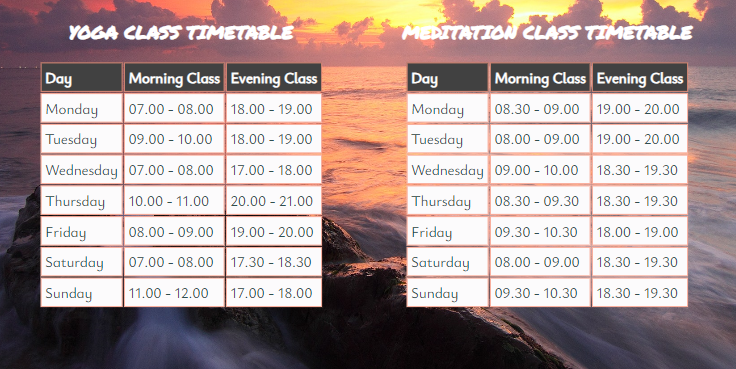 YOGA CLASS TIMETABLE
Day Morning Class Evening Class
Monday 07.00 - 08.00 18.00 - 19.00
Tuesday 09.00 - 10.00 18.00 - 19.00
Wednesday 07.00 - 08.00 17.00 - 18.00
Thursday 10.00 - 11.00 20.00 - 21.00
Friday 08.00 - 09.00 19.00 - 20.00
Saturday 07.00 - 08.00 17.30 - 18.30
Sunday 11.00 - 12.00 17.00 - 18.00
MEDITATION CLASS TIMETABLE
Day Morning Class Evening Class
Monday 08.30 - 09.00 19.00 - 20.00
Tuesday 08.00 - 09.00 19.00 - 20.00
Wednesday 09.00 - 10.00 18.30 - 19.30
Thursday 08.30 - 09.30 18.30 - 19.30
Friday 09.30 - 10.30 18.00 - 19.00
Saturday 08.00 - 09.00 18.30 - 19.30
Sunday 09.30 - 10.30 18.30 - 19.30